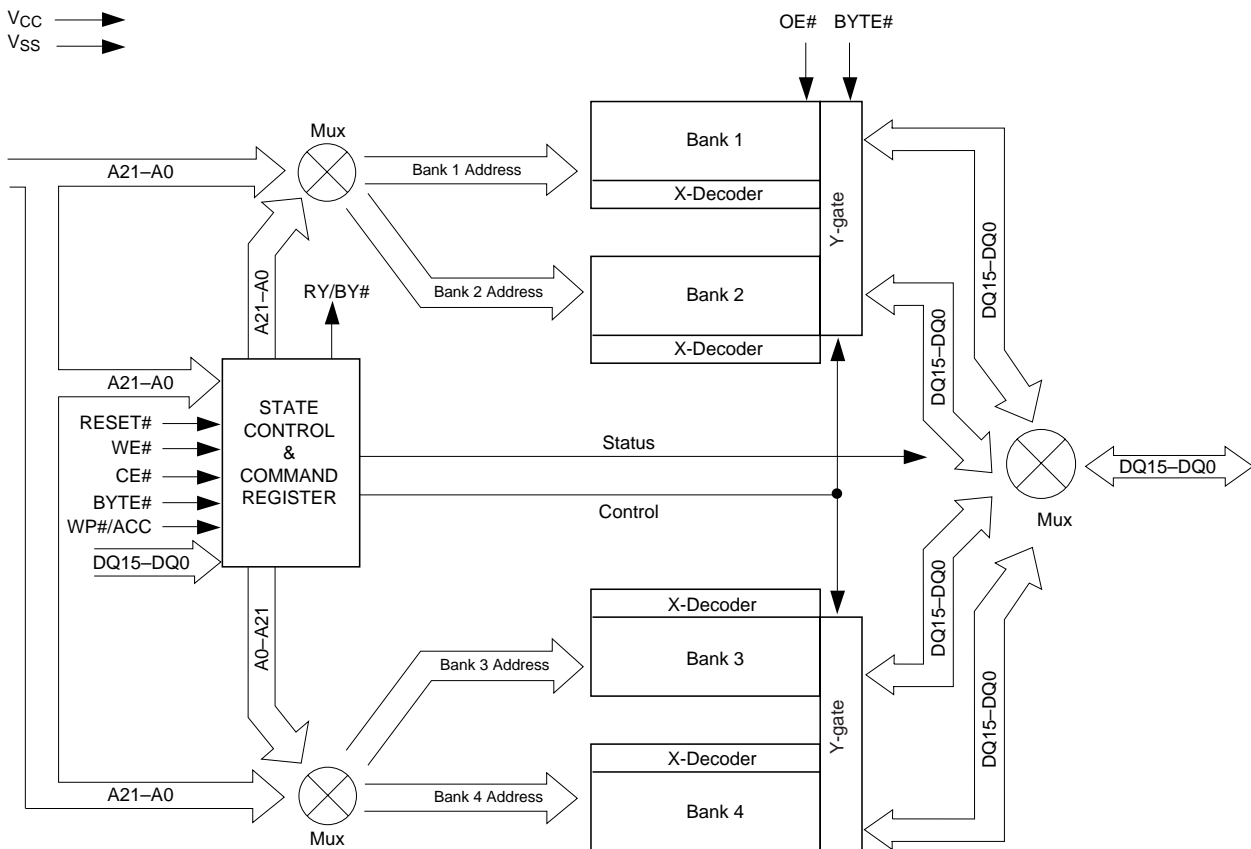 VCC
VSS
OE# BYTE#
Mux
Bank 1
A21–A0
Bank 1 Address
X-Decoder
Y-gate
DQ15–DQ0
A21–A0
RY/BY#
Bank 2 Address
Bank 2
X-Decoder
DQ15–DQ0
A21–A0
STATE
CONTROL
&
COMMAND
REGISTER
RESET#
WE#
CE#
BYTE#
WP#/ACC
DQ15–DQ0
Status
Control
DQ15–DQ0
Mux
A0–A21
X-Decoder
Bank 3 Address
Bank 3
DQ15–DQ0
Y-gate
DQ15–DQ0
X-Decoder
A21–A0
Bank 4 Address
Bank 4
Mux